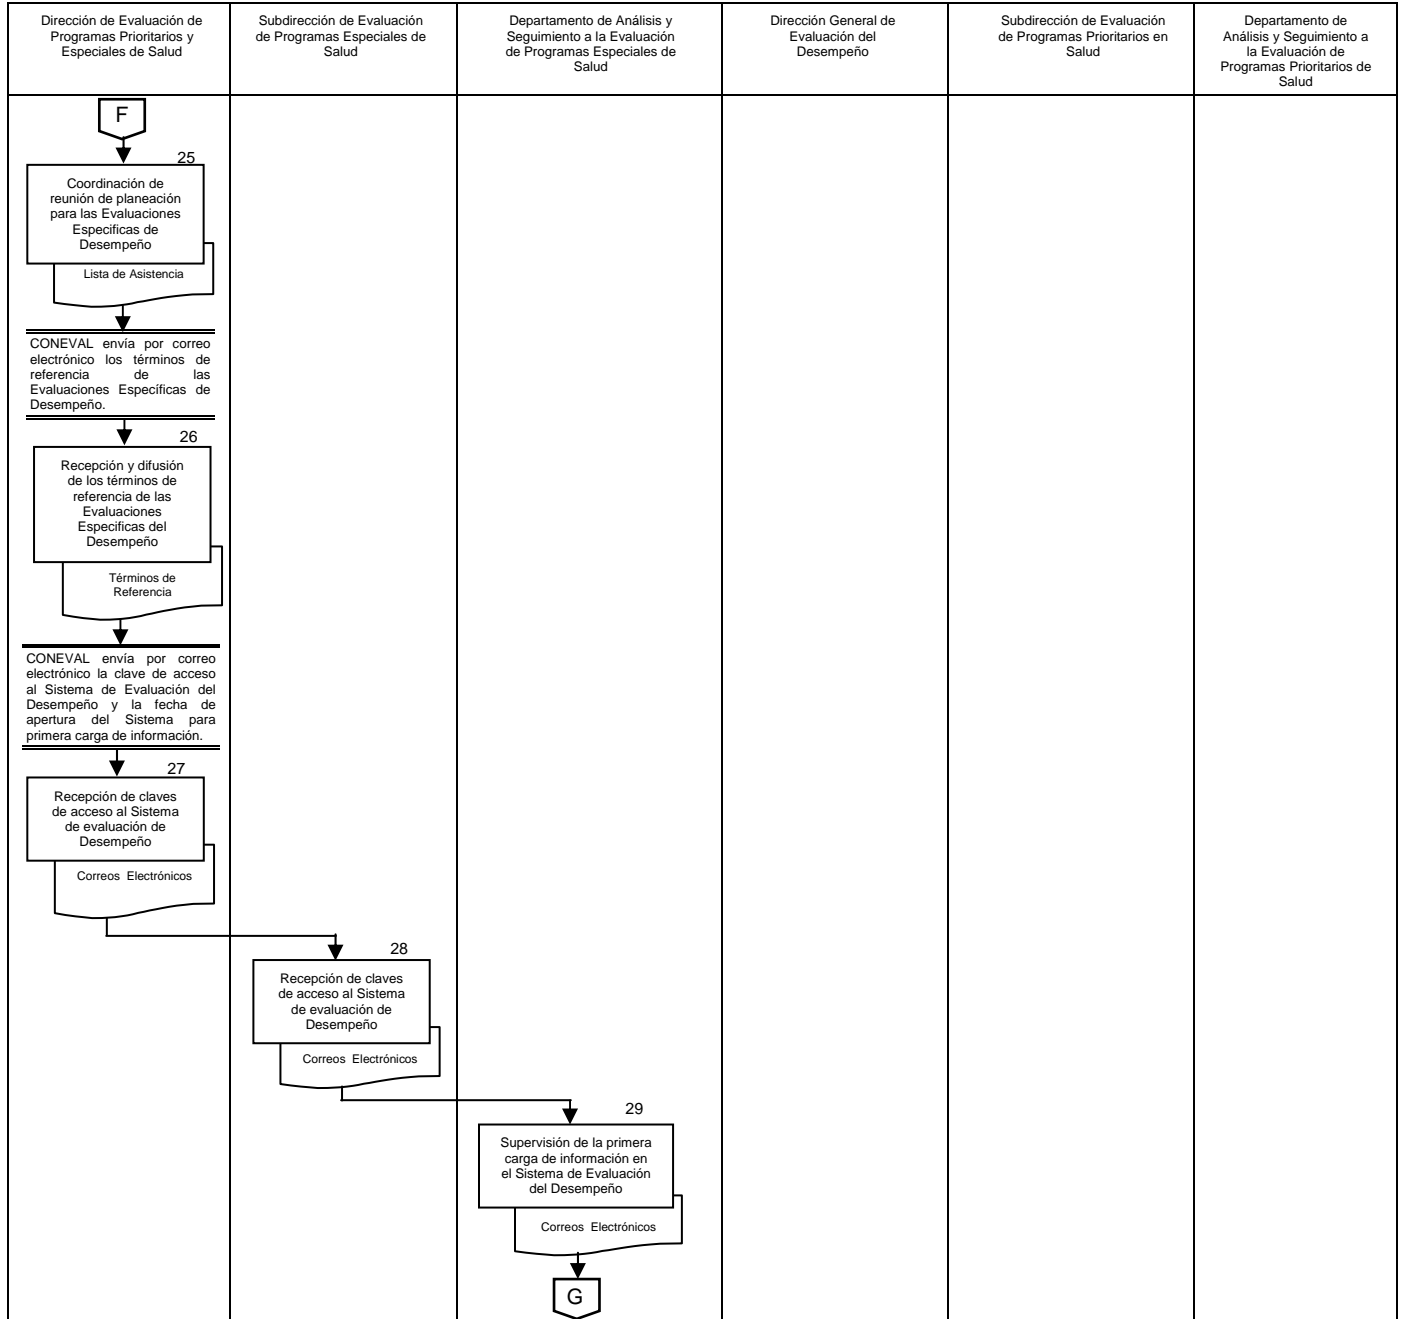 Dirección de Evaluación de
Programas Prioritarios y
Especiales de Salud
Subdirección de Evaluación
de Programas Especiales de
Salud
Departamento de Análisis y
Seguimiento a la Evaluación
de Programas Especiales de
Salud
Dirección General de
Evaluación del
Desempeño
Subdirección de Evaluación
de Programas Prioritarios en
Salud
Departamento de
Análisis y Seguimiento a
la Evaluación de
Programas Prioritarios de
Salud
F
25
Coordinación de
reunión de planeación
para las Evaluaciones
Especificas de
Desempeño
Lista de Asistencia
CONEVAL envía por correo
electrónico los términos de
referencia de las
Evaluaciones Específicas de
Desempeño.
26
Recepción y difusión
de los términos de
referencia de las
Evaluaciones
Especificas del
Desempeño
Términos de
Referencia
CONEVAL envía por correo
electrónico la clave de acceso
al Sistema de Evaluación del
Desempeño y la fecha de
apertura del Sistema para
primera carga de información.
27
Recepción de claves
de acceso al Sistema
de evaluación de
Desempeño
Correos Electrónicos
28
Recepción de claves
de acceso al Sistema
de evaluación de
Desempeño
Correos Electrónicos
29
Supervisión de la primera
carga de información en
el Sistema de Evaluación
del Desempeño
Correos Electrónicos
G